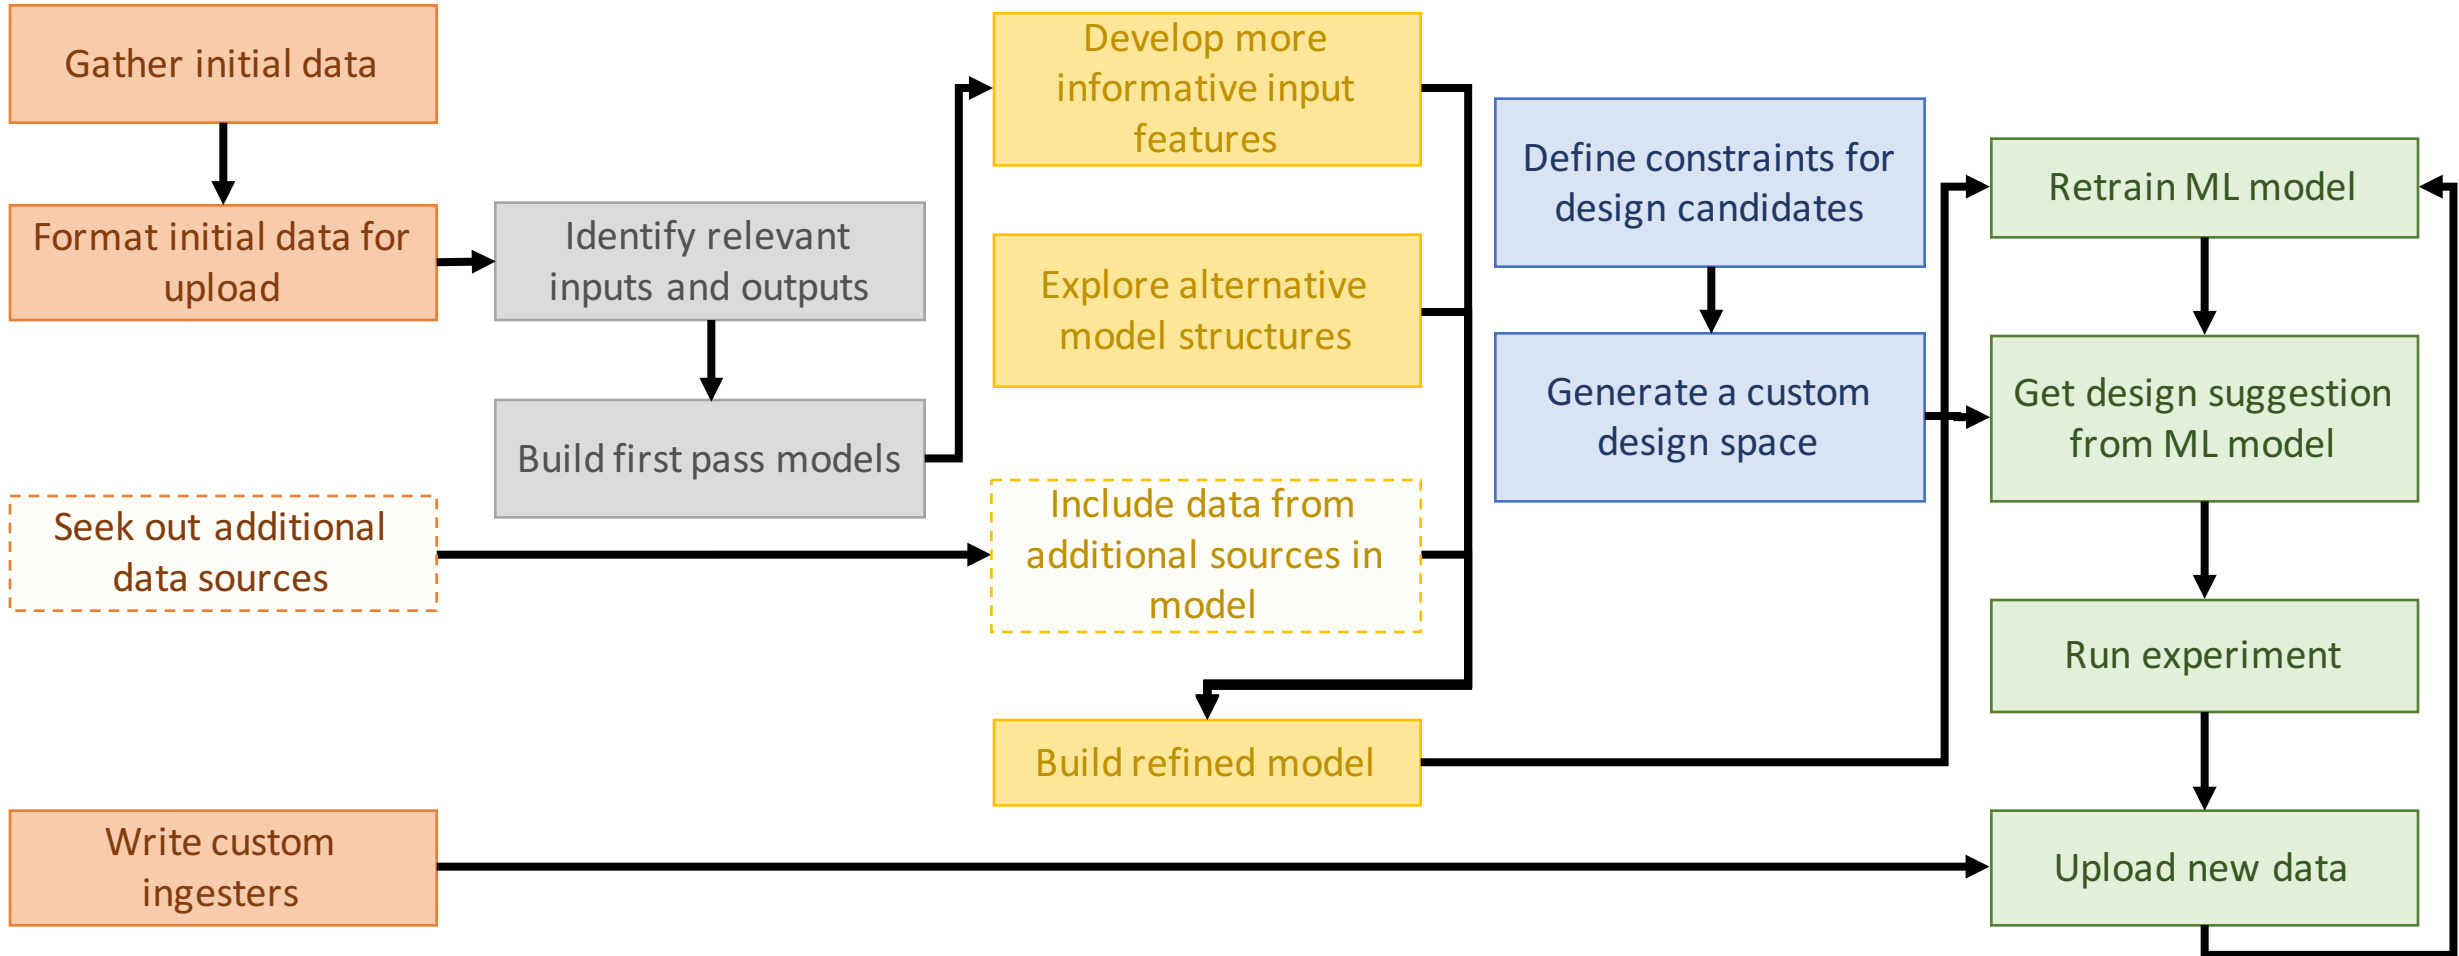 Gather initial data
Format initial data for
upload
Seek out additional
data sources
Write custom
ingesters
Identify relevant
inputs and outputs
Build first pass models
Develop more
informative input
features
Explore alternative
model structures
Include data from
additional sources in
model
Build refined model
Define constraints for
design candidates
Generate a custom
design space
Retrain ML model
Get design suggestion
from ML model
Run experiment
Upload new data